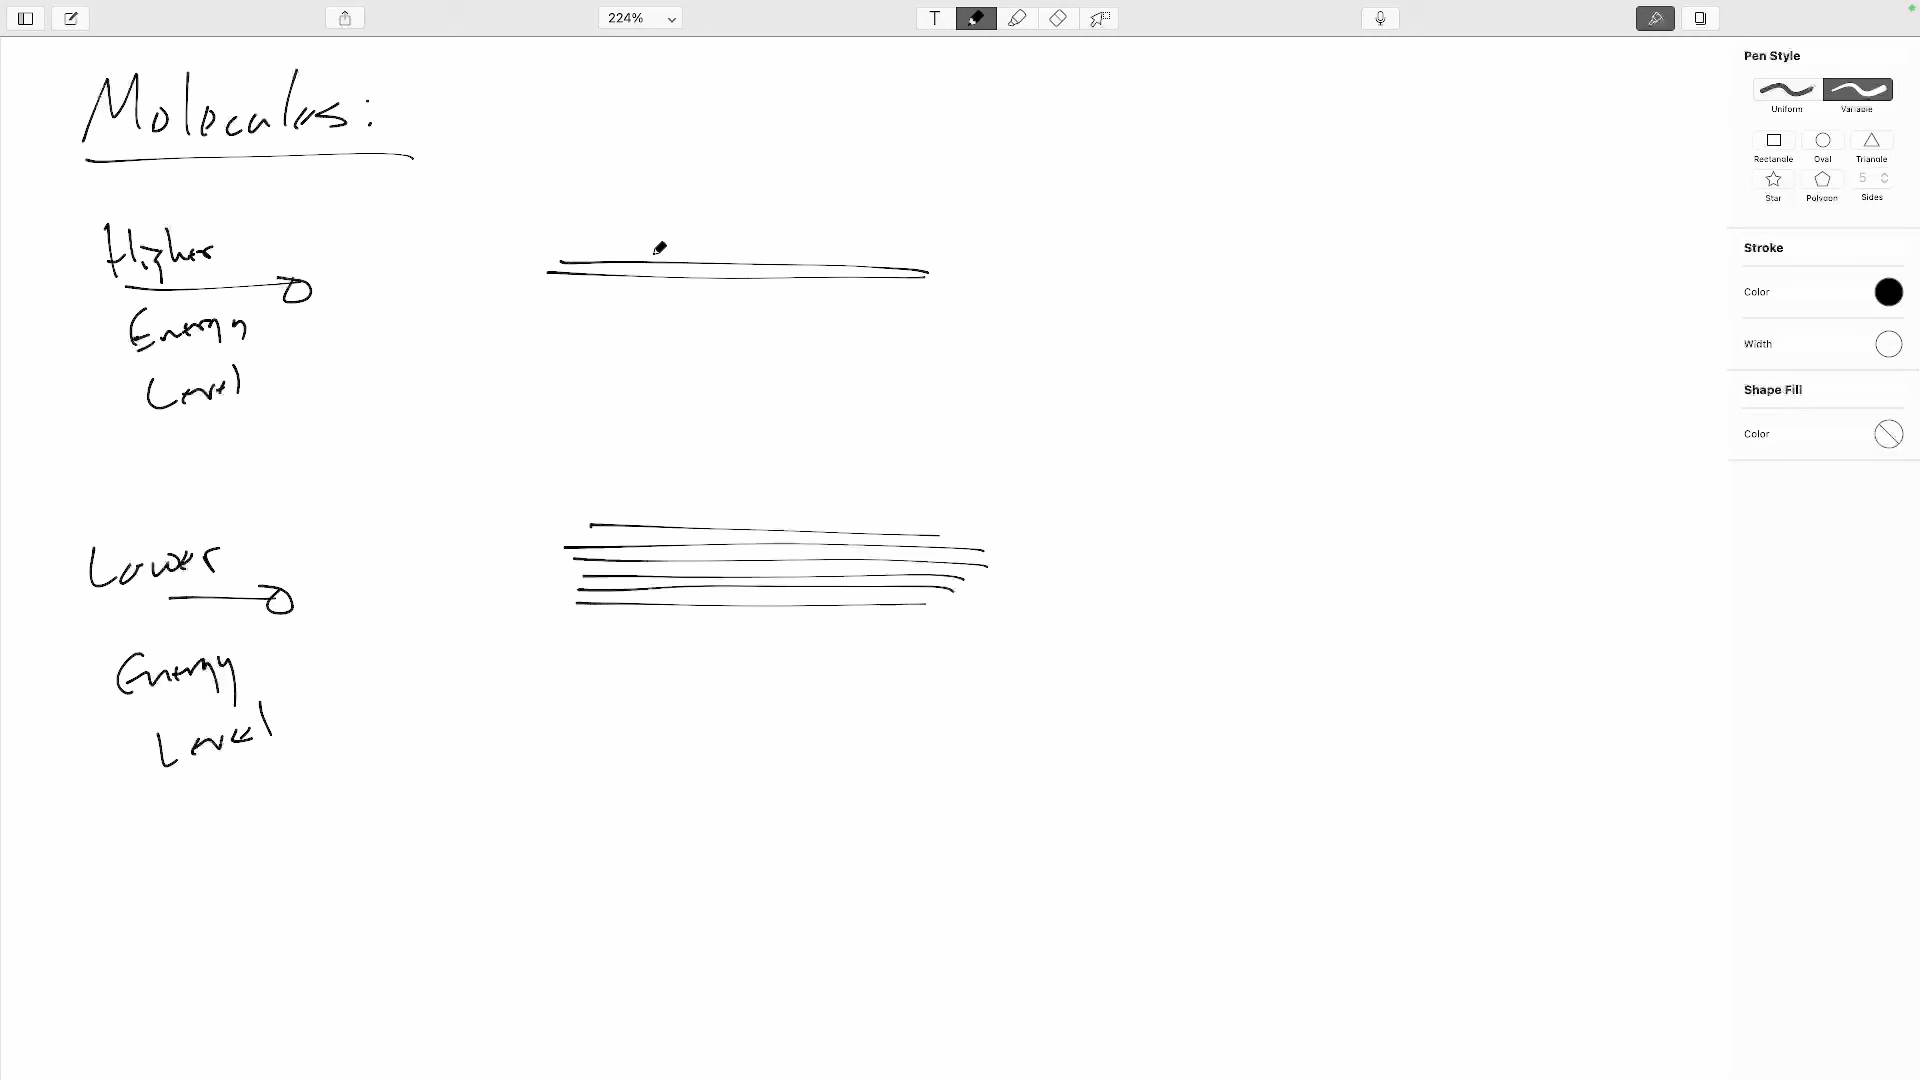 224%
T
Pen Style
Uniform Variable
Rectangle Oval Triangle
5
Star Polygon Sides
Stroke
Color
Width
Shape Fill
Color
Molecules:
Higher
Energy
Level
Lower
Energy
Level